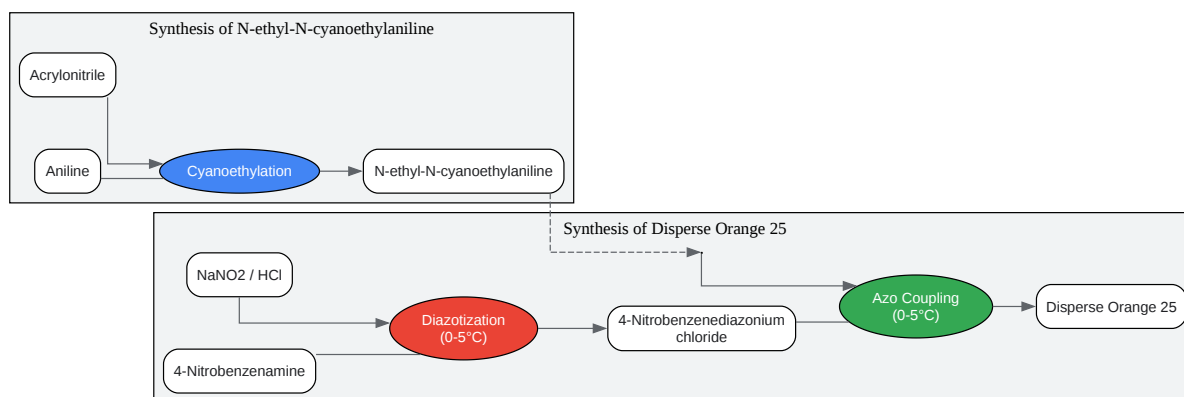 Synthesis of N-ethyl-N-cyanoethylaniline
Acrylonitrile
Aniline
Cyanoethylation
N-ethyl-N-cyanoethylaniline
Synthesis of Disperse Orange 25
NaNO2 / HCl
4-Nitrobenzenamine
Diazotization
(0-5°C)
4-Nitrobenzenediazonium
chloride
Azo Coupling
(0-5°C)
Disperse Orange 25